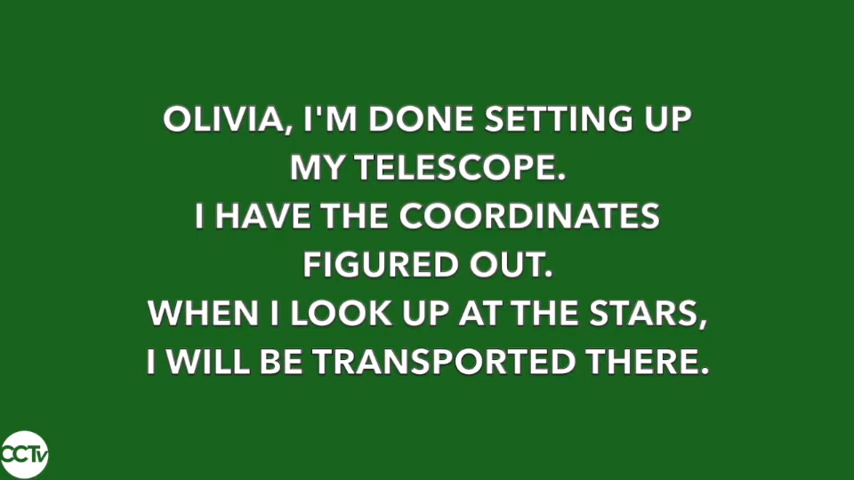 OLIVIA, I'M DONE SETTING UP
MY TELESCOPE.
I HAVE THE COORDINATES
FIGURED OUT.
WHEN I LOOK UP AT THE STARS,
I WILL BE TRANSPORTED THERE.
CCTv